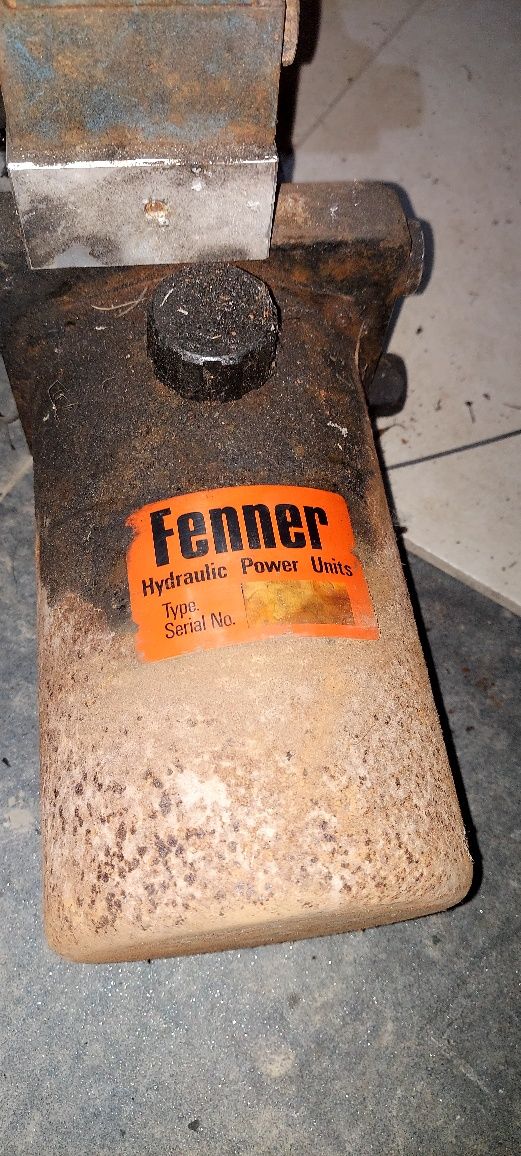 Fenner
Hydraulic Power Units
Type.
Serial No.